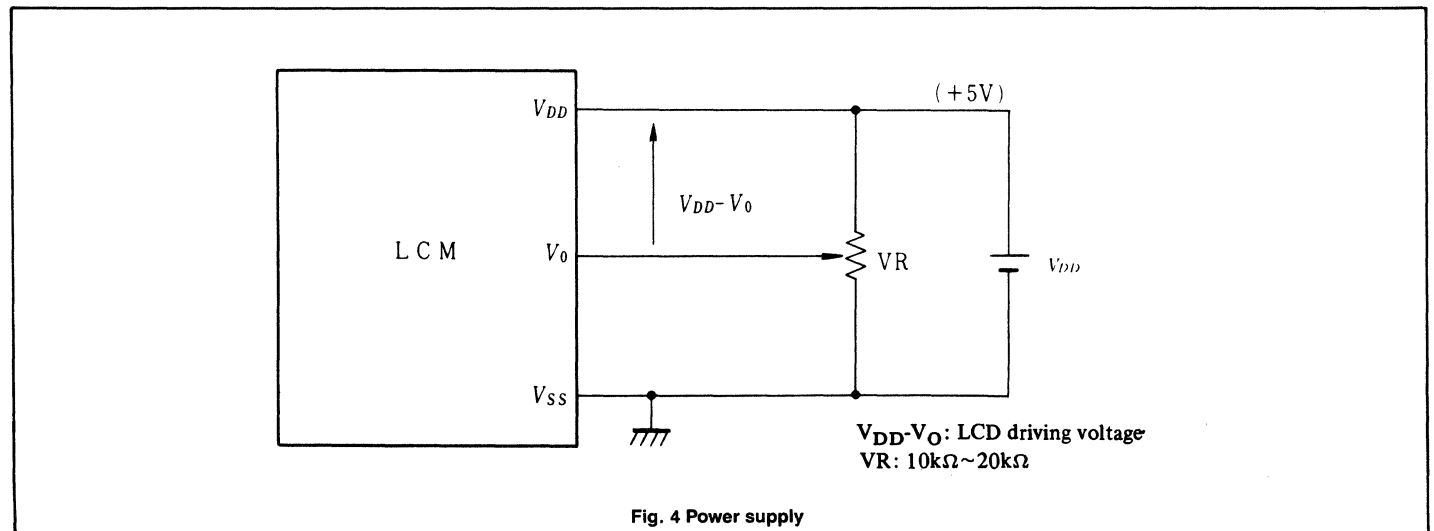 (+5V)
VDD
VDD-V0
LCM
V0
VR
VDD
VSS
VDD-VO: LCD driving voltage
VR: 10kΩ~20kΩ
Fig. 4 Power supply